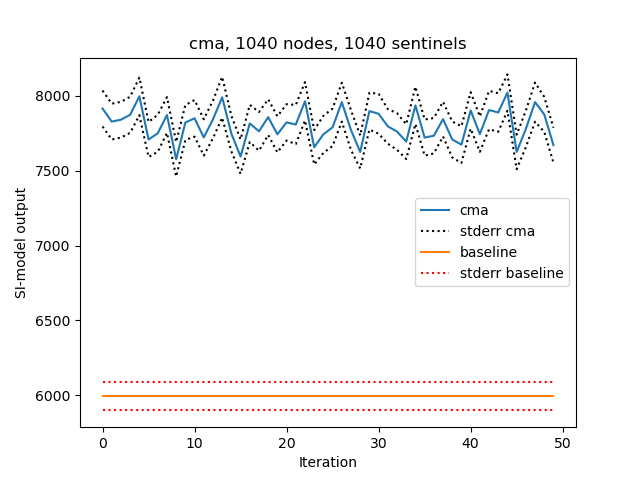 cma, 1040 nodes, 1040 sentinels
8000
7500
7000
6500
6000
SI-model output
cma
stderr cma
baseline
stderr baseline
0 10 20 30 40 50
Iteration